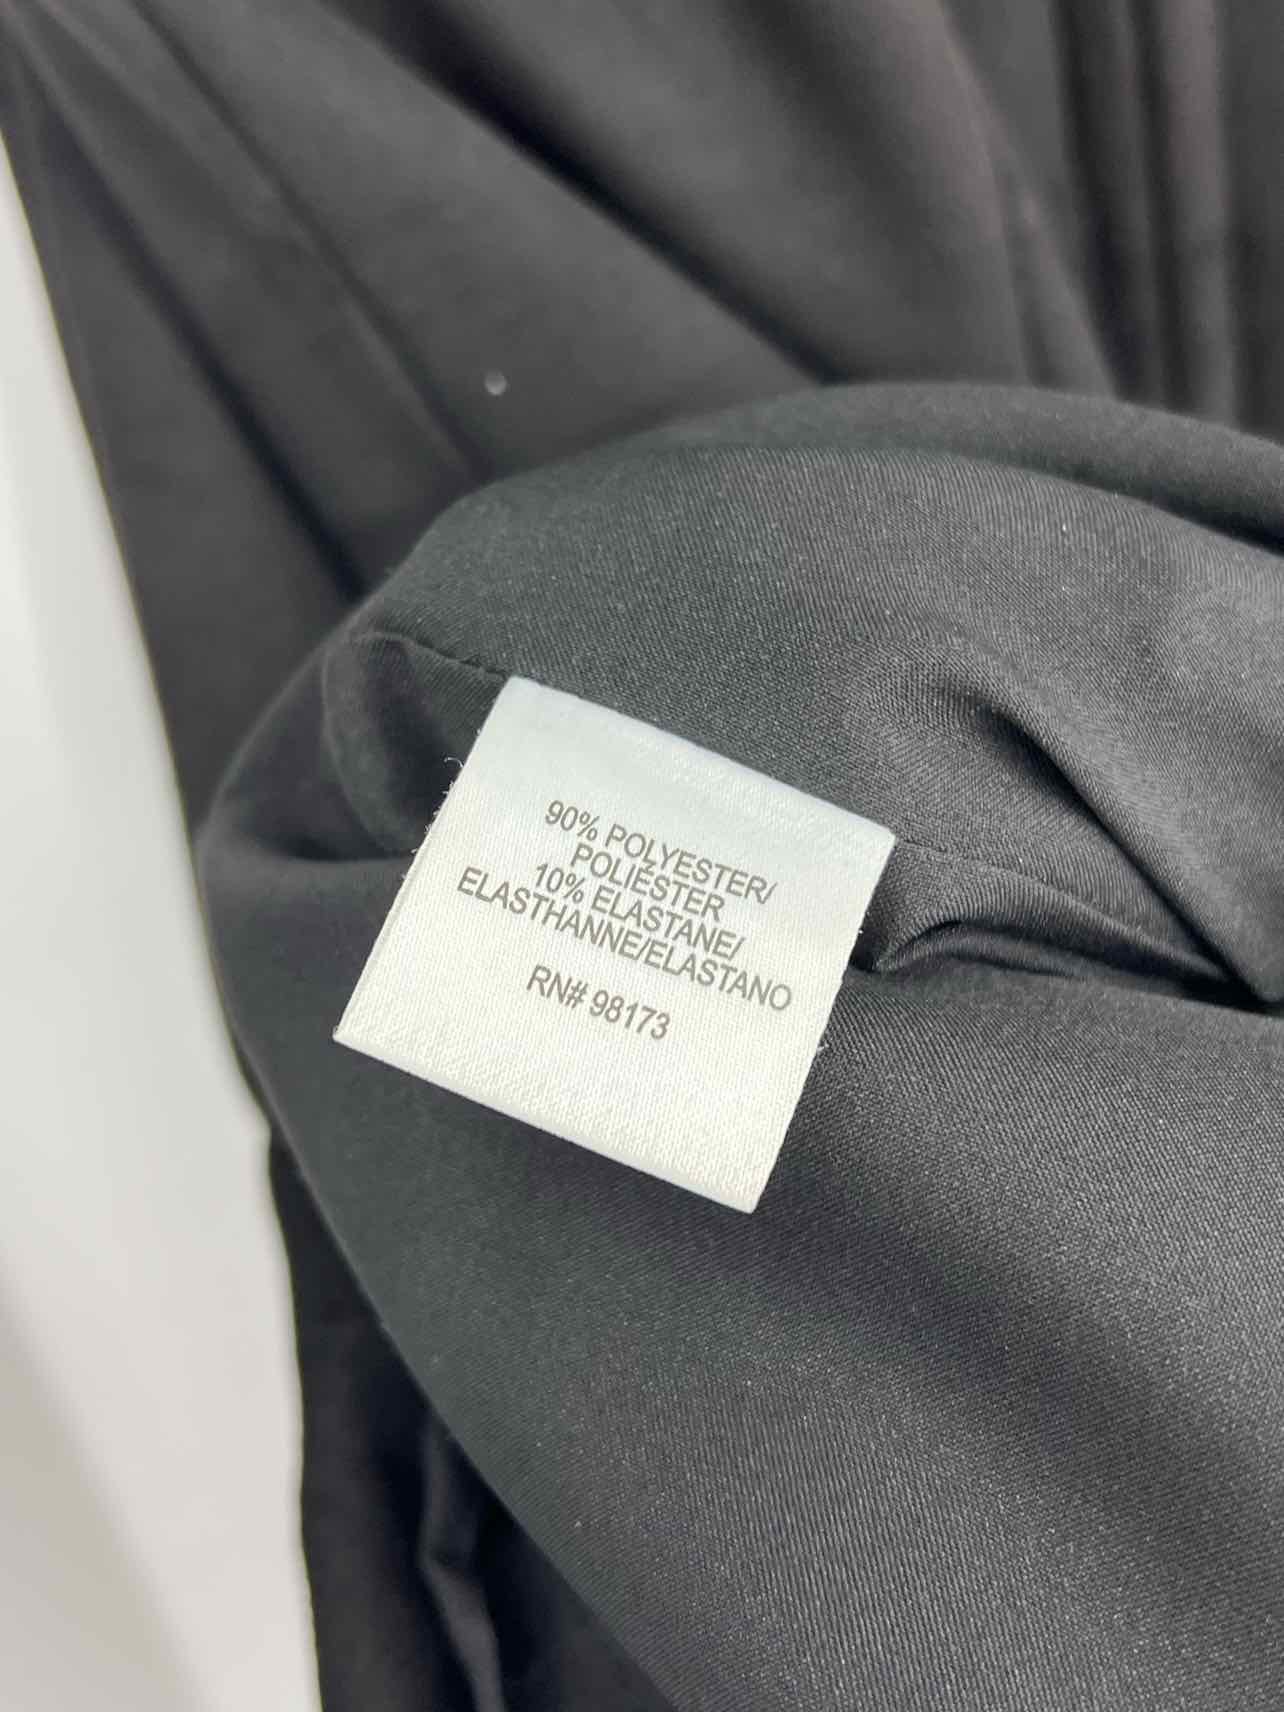 90% POLYESTER/
POLIÉSTER
10% ELASTANE/
ELASTHANNE/ELASTANO
RN# 98173